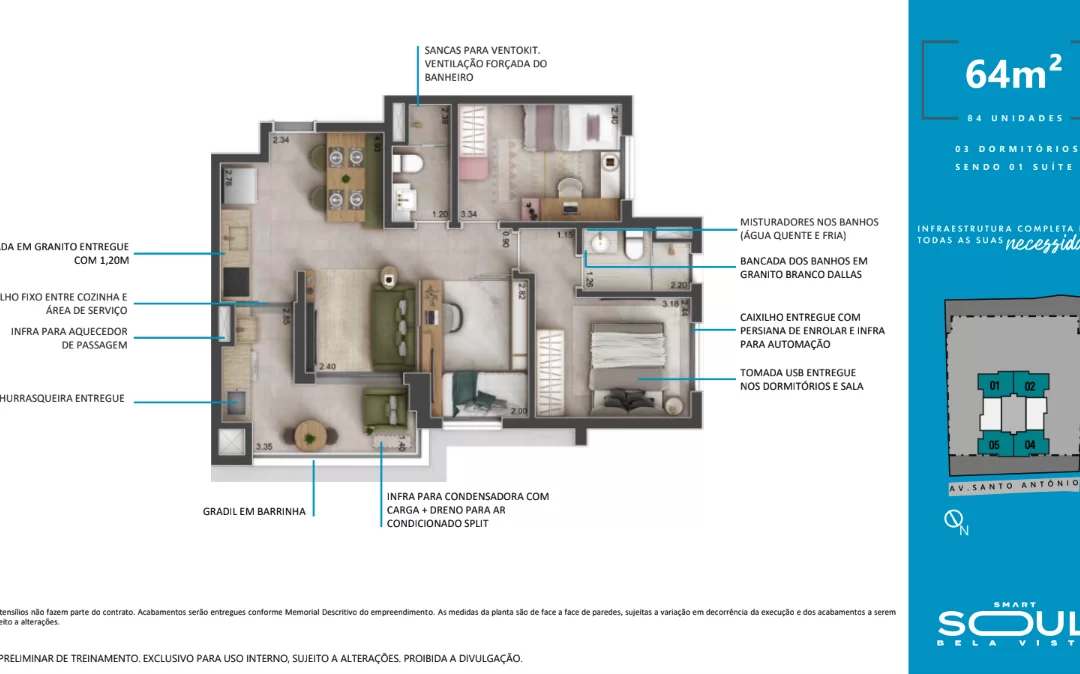 SANCAS PARA VENTOKIT.
VENTILAÇÃO FORÇADA DO
BANHEIRO
64m²
84 UNIDADES
03 DORMITÓRIOS
SENDO 01 SUÍTE
INFRAESTRUTURA COMPLETA
TODAS AS SUAS
2.34
4.93
2.39
2.40
2.76
1.20
3.34
0.90
1.15
1.26
2.20
2.82
3.18
2.85
2.40
2.00
3.35
1.40
MISTURADORES NOS BANHOS
(ÁGUA QUENTE E FRIA)
BANCADA DOS BANHOS EM
GRANITO BRANCO DALLAS
CAIXILHO ENTREGUE COM
PERSIANA DE ENROLAR E INFRA
PARA AUTOMAÇÃO
TOMADA USB ENTREGUE
NOS DORMITÓRIOS E SALA
ADA EM GRANITO ENTREGUE
COM 1,20M
LHO FIXO ENTRE COZINHA E
ÁREA DE SERVIÇO
INFRA PARA AQUECEDOR
DE PASSAGEM
HURRASQUEIRA ENTREGUE
GRADIL EM BARRINHA
INFRA PARA CONDENSADORA COM
CARGA + DRENO PARA AR
CONDICIONADO SPLIT
01
02
05
04
AV. SANTO ANTÔNIO
N
tensílios não fazem parte do contrato. Acabamentos serão entregues conforme Memorial Descritivo do empreendimento. As medidas da planta são de face a face de paredes, sujeitas a variação em decorrência da execução e dos acabamentos a serem
eito a alterações.
PRELIMINAR DE TREINAMENTO. EXCLUSIVO PARA USO INTERNO, SUJEITO A ALTERAÇÕES. PROIBIDA A DIVULGAÇÃO.
SMART
SOUL
BELA VIST